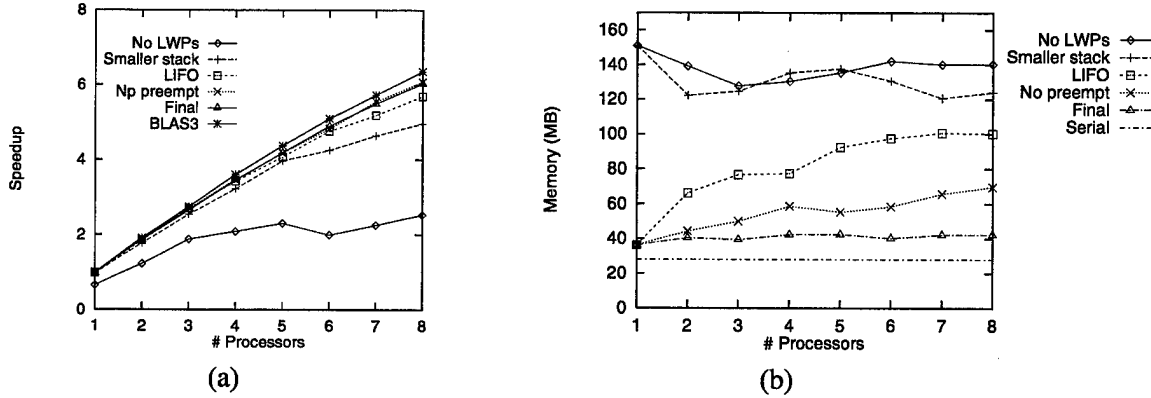 No LWPs
Smaller stack
LIFO
Np preempt
Final
BLAS3
Speedup
8
6
4
2
0
1 2 3 4 5 6 7 8
# Processors
(a)
No LWPs
Smaller stack
LIFO
No preempt
Final
Serial
Memory (MB)
160
140
120
100
80
60
40
20
0
1 2 3 4 5 6 7 8
# Processors
(b)